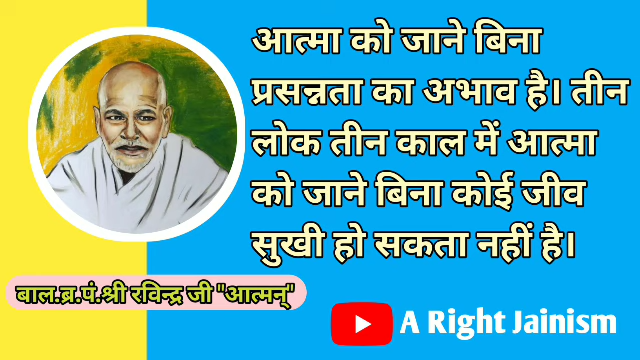 आत्मा को जाने बिना
प्रसन्नता का अभाव है। तीन
लोक तीन काल में आत्मा
को जाने बिना कोई जीव
सुखी हो सकता नहीं है।
बाल.ब्र.पं.श्री रविन्द्र जी "आत्मन्"
A Right Jainism